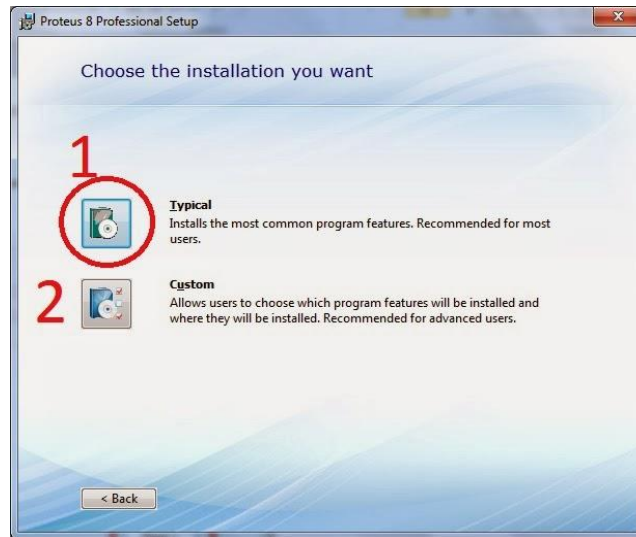 Proteus 8 Professional Setup
Choose the installation you want
1
Typical
Installs the most common program features. Recommended for most
users.
2
Custom
Allows users to choose which program features will be installed and
where they will be installed. Recommended for advanced users.
< Back